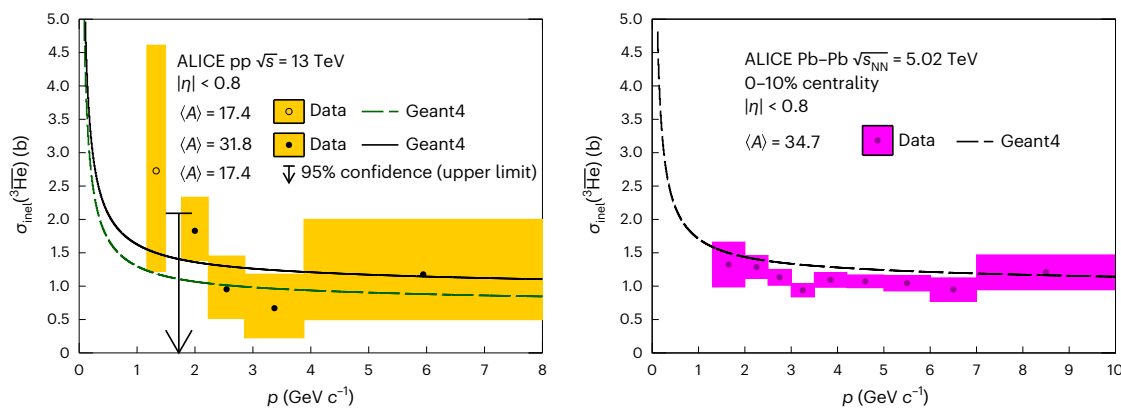 5.0
4.5
4.0
3.5
3.0
2.5
2.0
1.5
1.0
0.5
0
σinel(³H̅e̅) (b)
ALICE pp √s = 13 TeV
|η| < 0.8
⟨A⟩ = 17.4 Data Geant4
⟨A⟩ = 31.8 Data Geant4
⟨A⟩ = 17.4 95% confidence (upper limit)
0 1 2 3 4 5 6 7 8
p (GeV c⁻¹)
5.0
4.5
4.0
3.5
3.0
2.5
2.0
1.5
1.0
0.5
0
σinel(³H̅e̅) (b)
ALICE Pb–Pb √sNN = 5.02 TeV
0–10% centrality
|η| < 0.8
⟨A⟩ = 34.7 Data Geant4
0 1 2 3 4 5 6 7 8 9 10
p (GeV c⁻¹)